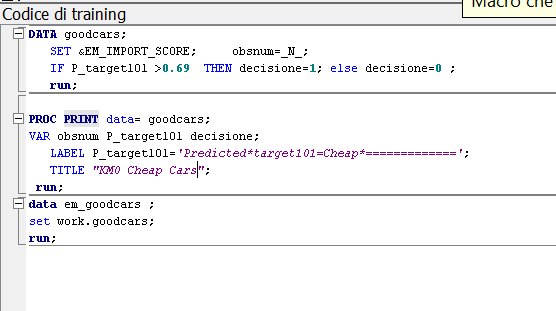 Macro che
Codice di training
DATA goodcars;
SET &EM_IMPORT_SCORE; obsnum=_N_;
IF P_target101 >0.69 THEN decisione=1; else decisione=0 ;
run;
PROC PRINT data= goodcars;
VAR obsnum P_target101 decisione;
LABEL P_target101='Predicted*target101=Cheap*=============';
TITLE "KM0 Cheap Cars";
run;
data em_goodcars ;
set work.goodcars;
run;